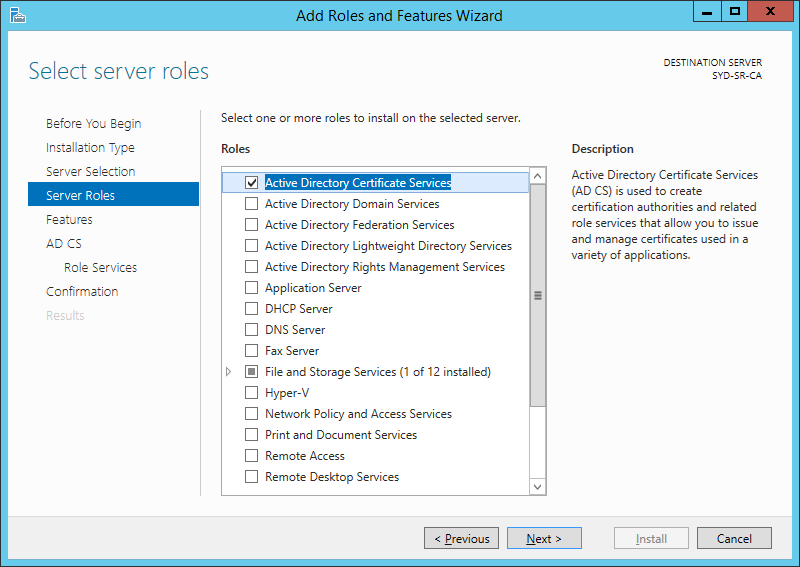 Add Roles and Features Wizard
Select server roles
DESTINATION SERVER
SYD-SR-CA
Before You Begin
Installation Type
Server Selection
Server Roles
Features
AD CS
Role Services
Confirmation
Results
Select one or more roles to install on the selected server.
Roles
Active Directory Certificate Services
Active Directory Domain Services
Active Directory Federation Services
Active Directory Lightweight Directory Services
Active Directory Rights Management Services
Application Server
DHCP Server
DNS Server
Fax Server
File and Storage Services (1 of 12 installed)
Hyper-V
Network Policy and Access Services
Print and Document Services
Remote Access
Remote Desktop Services
Description
Active Directory Certificate Services
(AD CS) is used to create
certification authorities and related
role services that allow you to issue
and manage certificates used in a
variety of applications.
< Previous
Next >
Install
Cancel